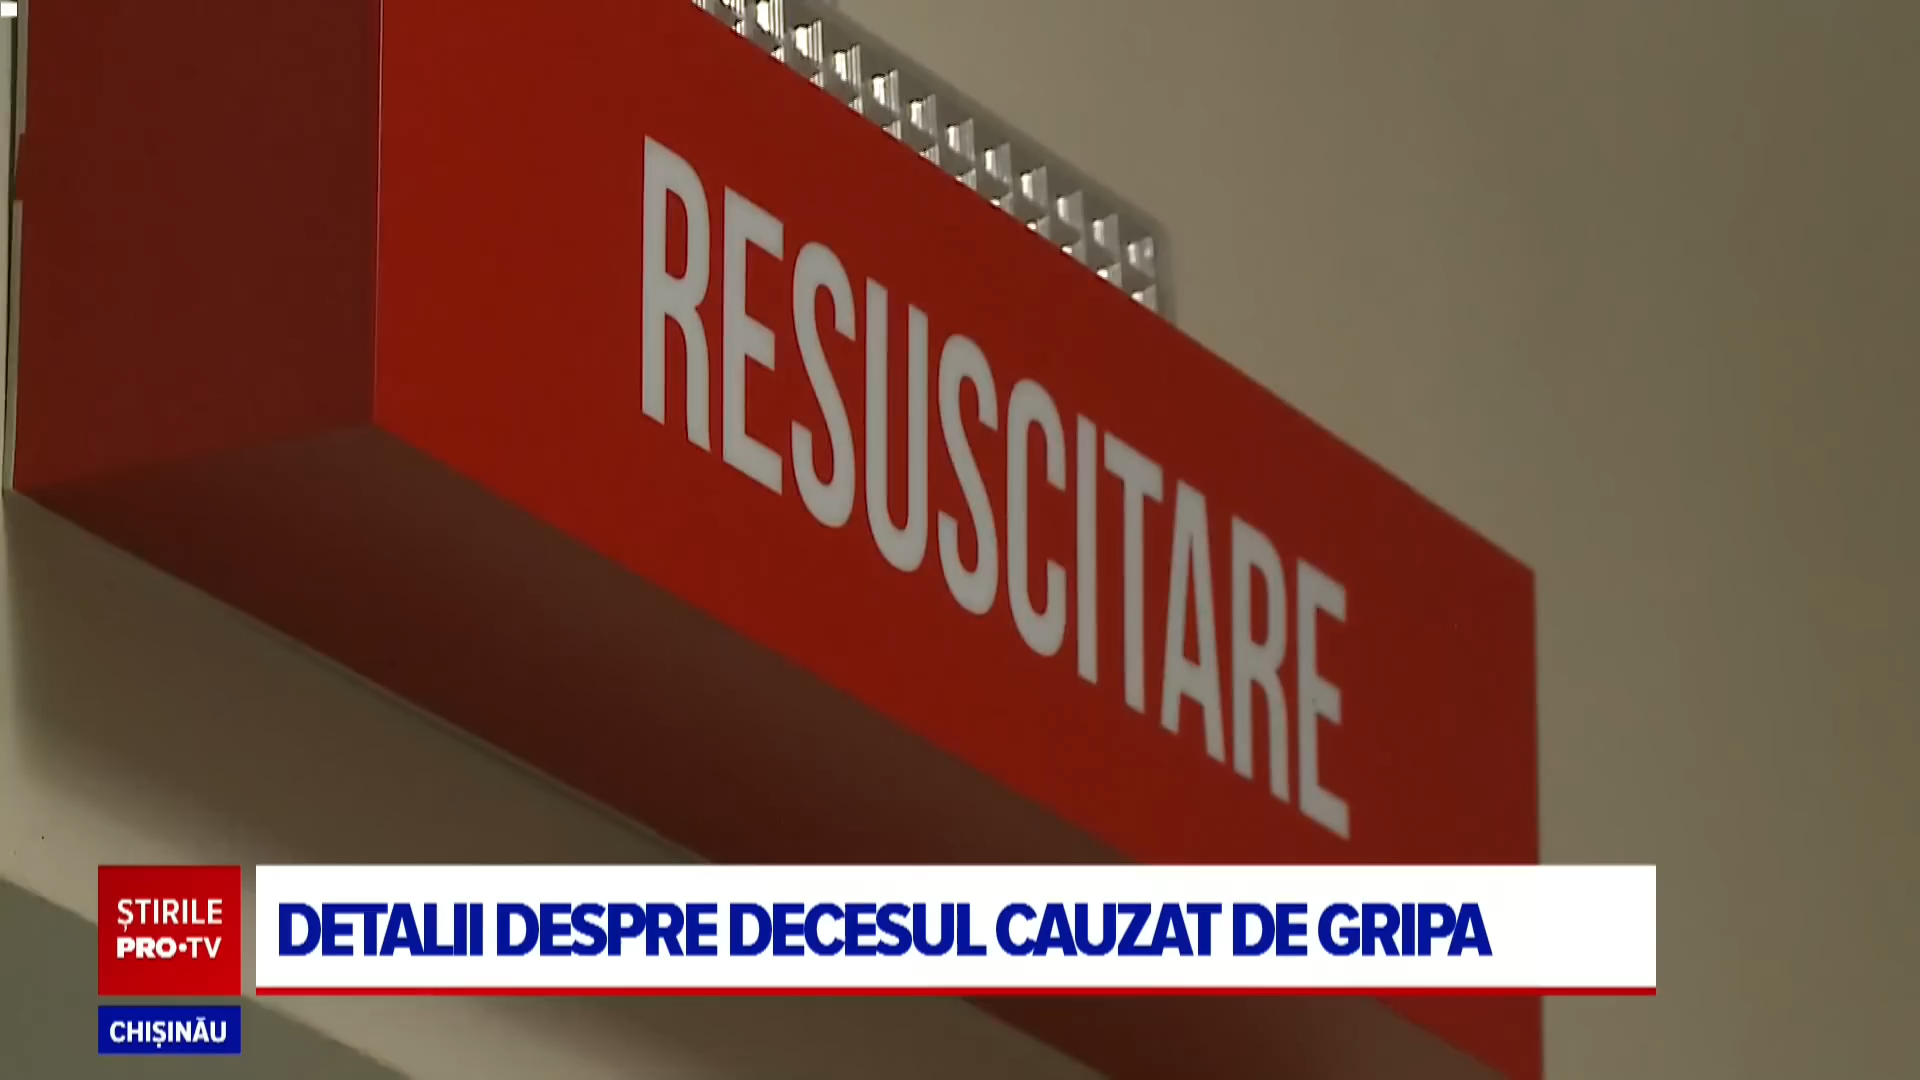 RESUSCITARE
ȘTIRILE
PRO•TV
DETALII DESPRE DECESUL CAUZAT DE GRIPA
CHIȘINĂU